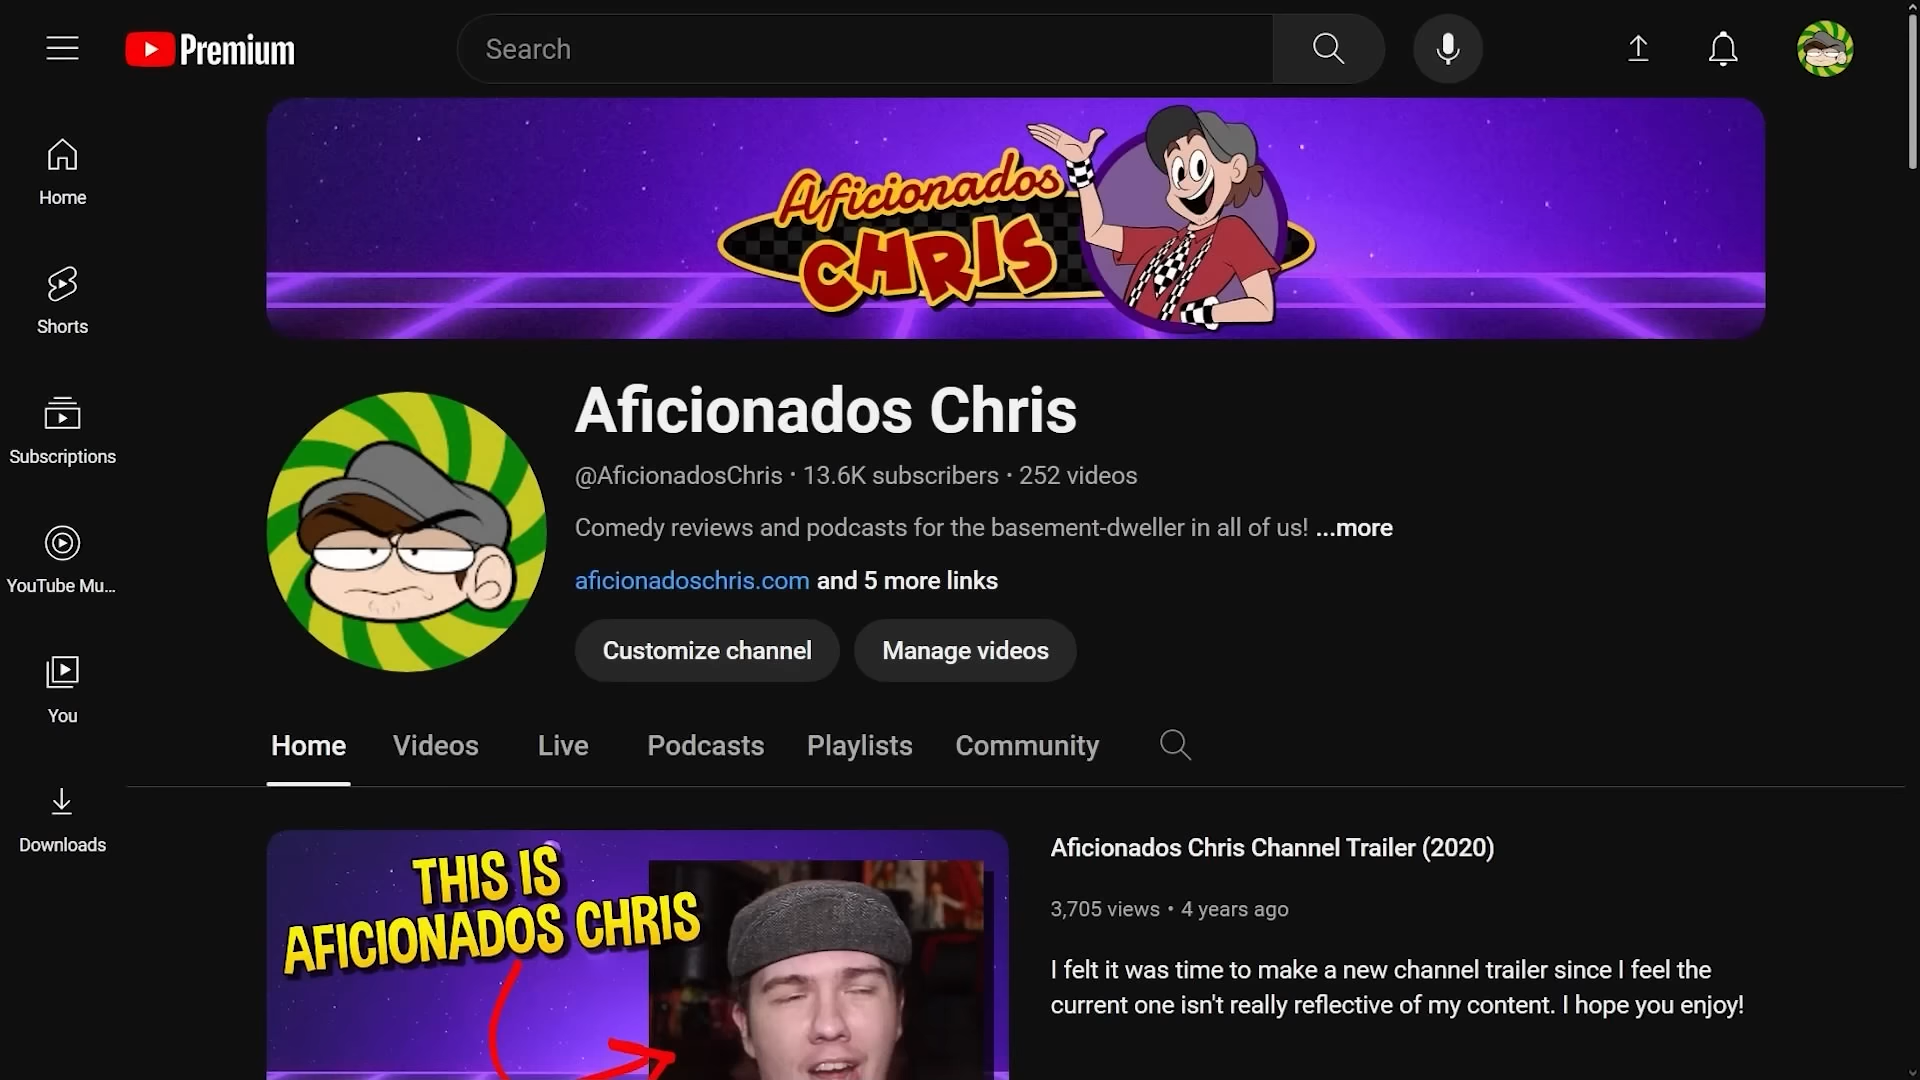 Premium
Search
Home
Shorts
Subscriptions
YouTube Mu...
You
Downloads
Aficionados
CHRIS
Aficionados Chris
@AficionadosChris • 13.6K subscribers • 252 videos
Comedy reviews and podcasts for the basement-dweller in all of us! ...more
aficionadoschris.com and 5 more links
Customize channel
Manage videos
Home Videos Live Podcasts Playlists Community
THIS IS
AFICIONADOS CHRIS
Aficionados Chris Channel Trailer (2020)
3,705 views • 4 years ago
I felt it was time to make a new channel trailer since I feel the
current one isn't really reflective of my content. I hope you enjoy!